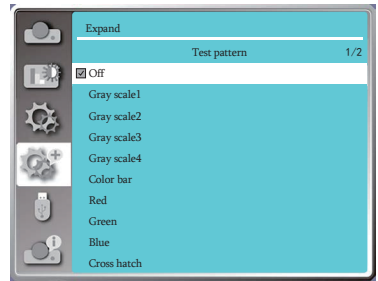 Expand
Test pattern 1/2
Off
Gray scale1
Gray scale2
Gray scale3
Gray scale4
Color bar
Red
Green
Blue
Cross hatch